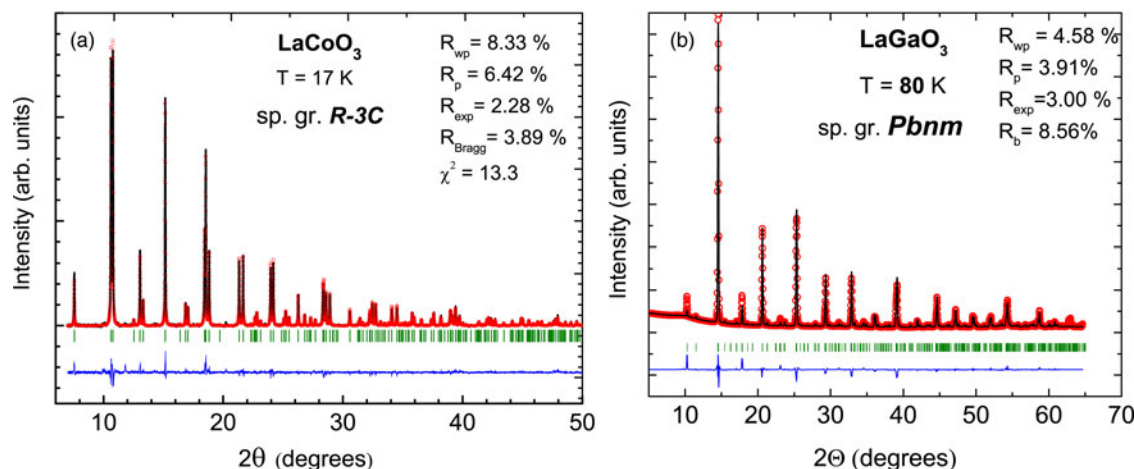 (a)
LaCoO3
T = 17 K
sp. gr. R-3C
Rwp = 8.33 %
Rp = 6.42 %
Rexp = 2.28 %
RBragg = 3.89 %
χ2 = 13.3
Intensity (arb. units)
10 20 30 40 50
2θ (degrees)
(b)
LaGaO3
T = 80 K
sp. gr. Pbnm
Rwp = 4.58 %
Rp = 3.91%
Rexp=3.00 %
Rb= 8.56%
Intensity (arb. units)
10 20 30 40 50 60 70
2Θ (degrees)